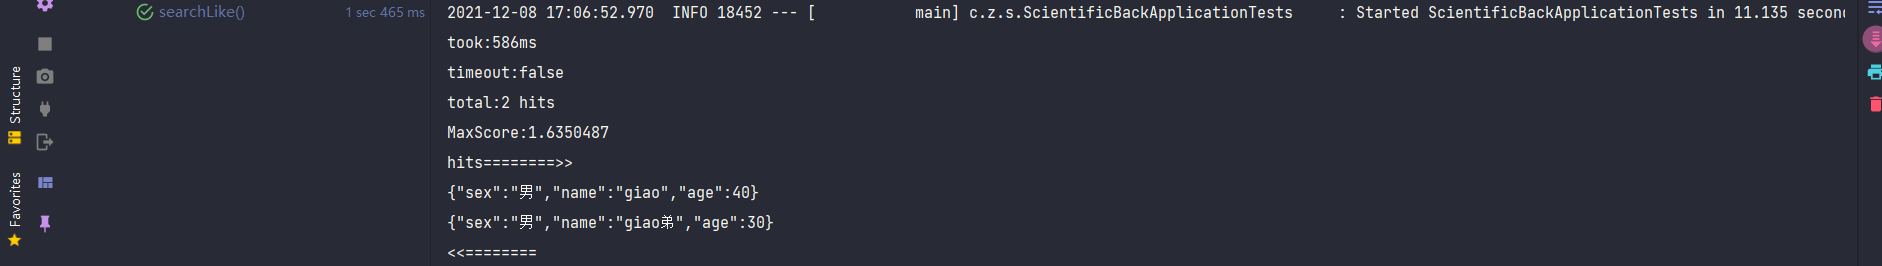 searchLike()
1 sec 465 ms
Structure
Favorites
2021-12-08 17:06:52.970  INFO 18452 --- [           main] c.z.s.ScientificBackApplicationTests     : Started ScientificBackApplicationTests in 11.135 secon
took:586ms
timeout:false
total:2 hits
MaxScore:1.6350487
hits========>>
{"sex":"男","name":"giao","age":40}
{"sex":"男","name":"giao弟","age":30}
<<========